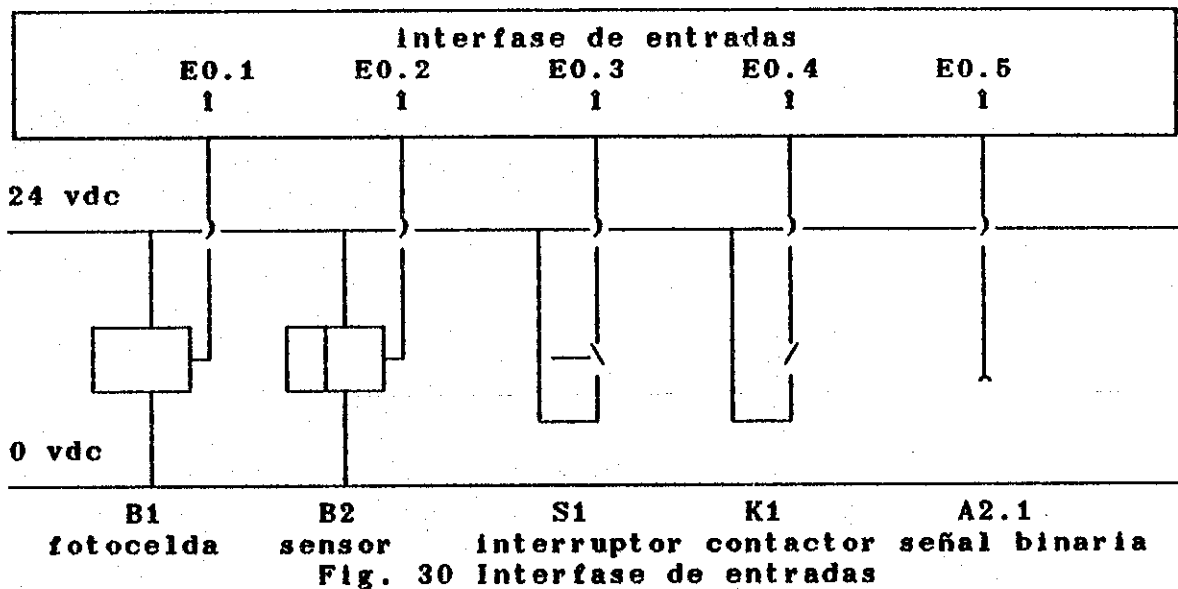 interfase de entradas
E0.1 E0.2 E0.3 E0.4 E0.5
24 vdc
0 vdc
B1 B2 S1 K1 A2.1
fotocelda sensor interruptor contactor señal binaria
Fig. 30 Interfase de entradas